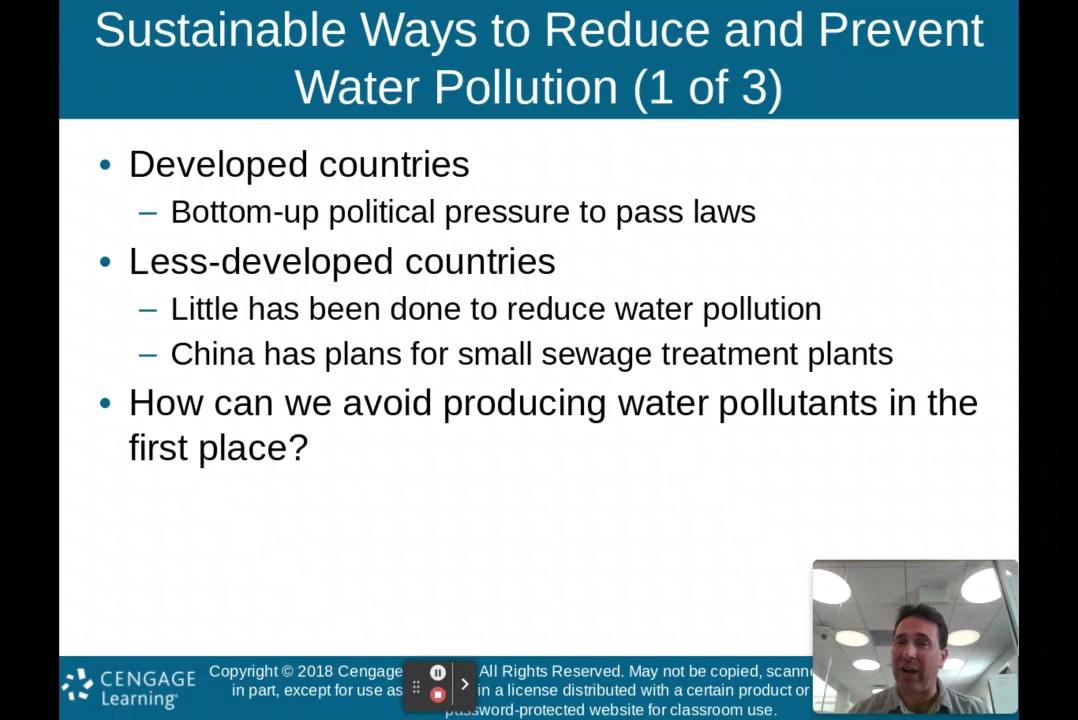 Sustainable Ways to Reduce and Prevent
Water Pollution (1 of 3)
• Developed countries
– Bottom-up political pressure to pass laws
• Less-developed countries
– Little has been done to reduce water pollution
– China has plans for small sewage treatment plants
• How can we avoid producing water pollutants in the
first place?
CENGAGE
Learning
Copyright © 2018 Cengage All Rights Reserved. May not be copied,
in part, except for use as in a license distributed with a certain product or
password-protected website for classroom use.